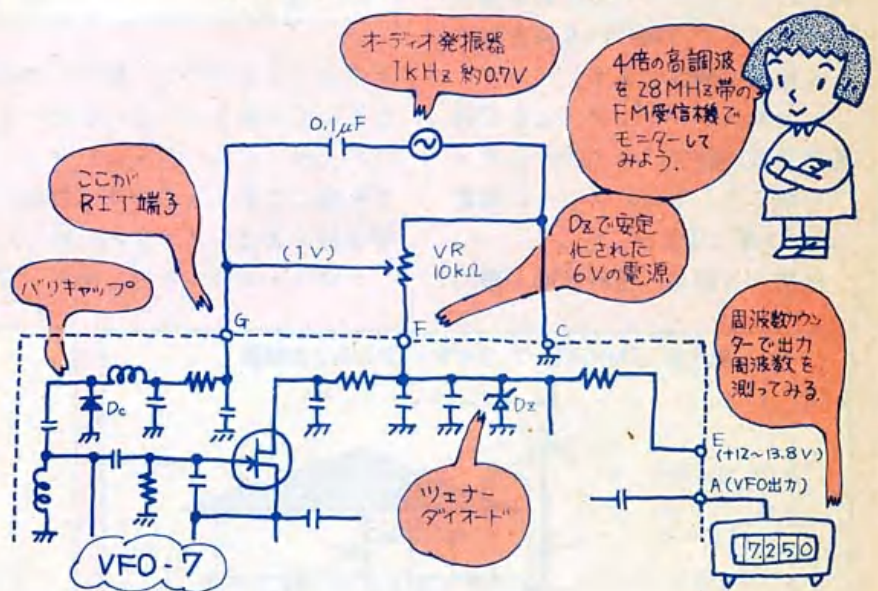 オーディオ発振器
1kHz 約0.7V
4倍の高調波
を28MHz帯の
FM受信機で
モニターして
みよう.
0.1μF
ここが
RIT端子
(1V)
VR
10kΩ
Dzで安定
化された
6Vの電源
バリキャップ
G
F
C
周波数カウン
ターで出力
周波数を
測ってみる.
Dc
Dz
E
(+12~13.8V)
A(VFO出力)
ツェナー
ダイオード
VFO-7
7.250